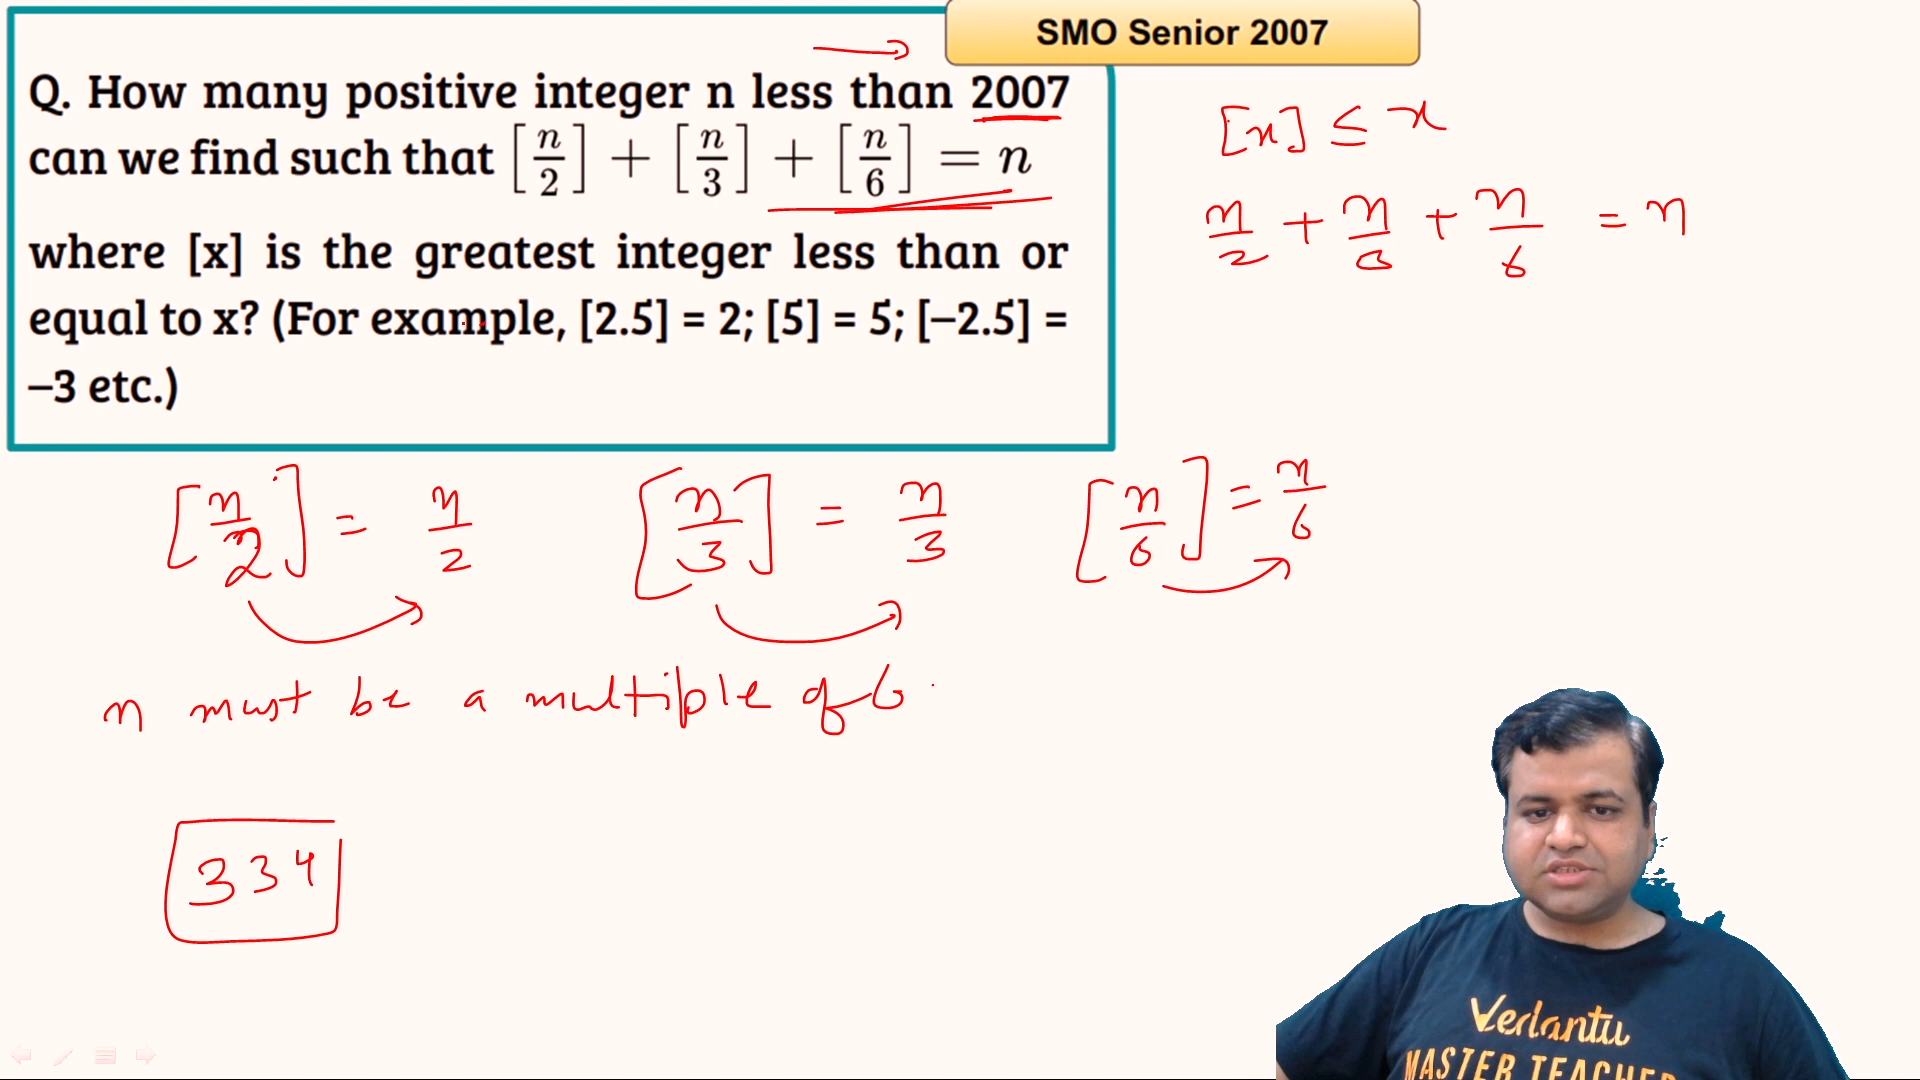 SMO Senior 2007
Q. How many positive integer n less than 2007
can we find such that [n/2] + [n/3] + [n/6] = n
where [x] is the greatest integer less than or
equal to x? (For example, [2.5] = 2; [5] = 5; [–2.5] =
–3 etc.)
[x] ≤ x
n/2 + n/3 + n/6 = n
[n/2] = n/2 [n/3] = n/3 [n/6] = n/6
n must be a multiple of 6.
334
Vedantu
MASTER TEACHER